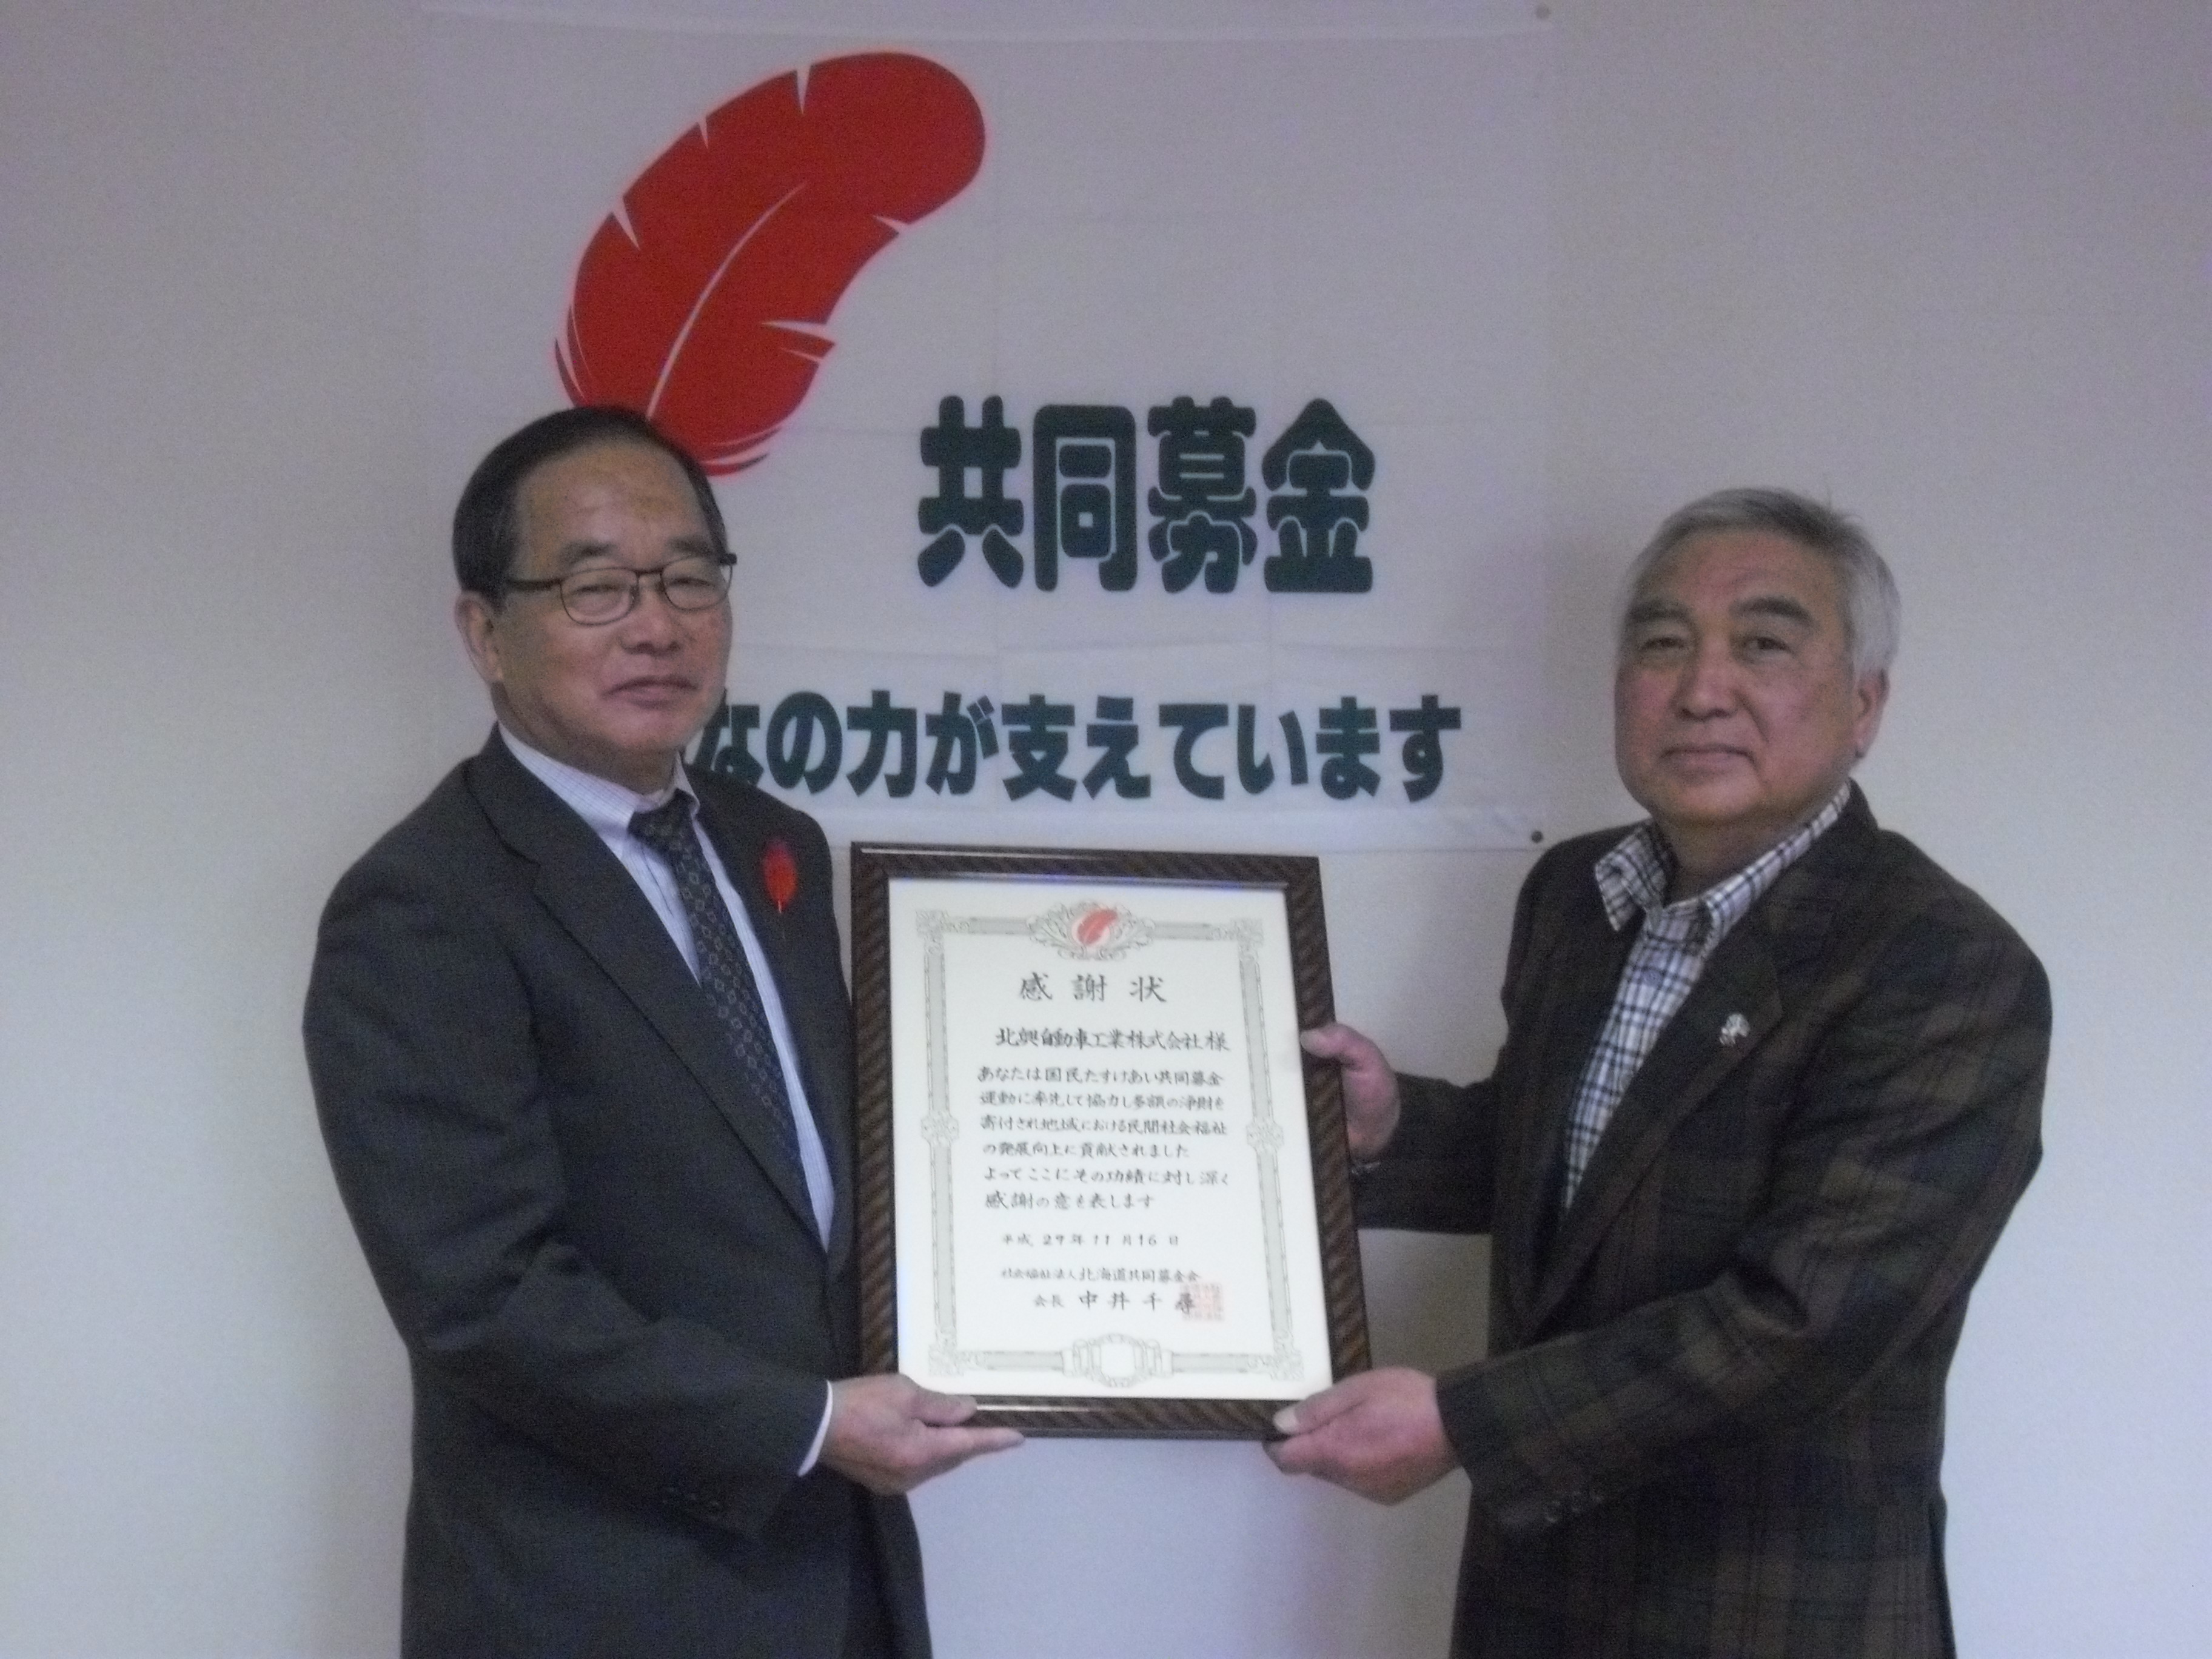 共同募金
なの力が支えています
感謝状
北興自動車工業株式会社様
あなたは国民たすけあい共同募金
運動に率先して協力し多額の浄財を
寄付され地域における民間社会福祉
の発展向上に貢献されました
よってここにその功績に対し深く
感謝の意を表します
平成29年11月16日
社会福祉法人北海道共同募金会
会長 中井千尋